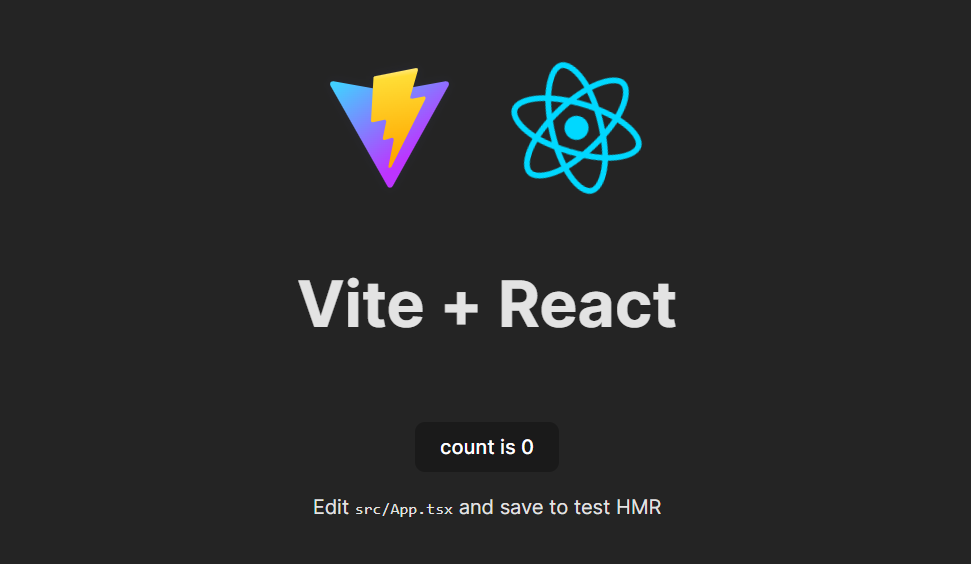 Vite + React
count is 0
Edit src/App.tsx and save to test HMR